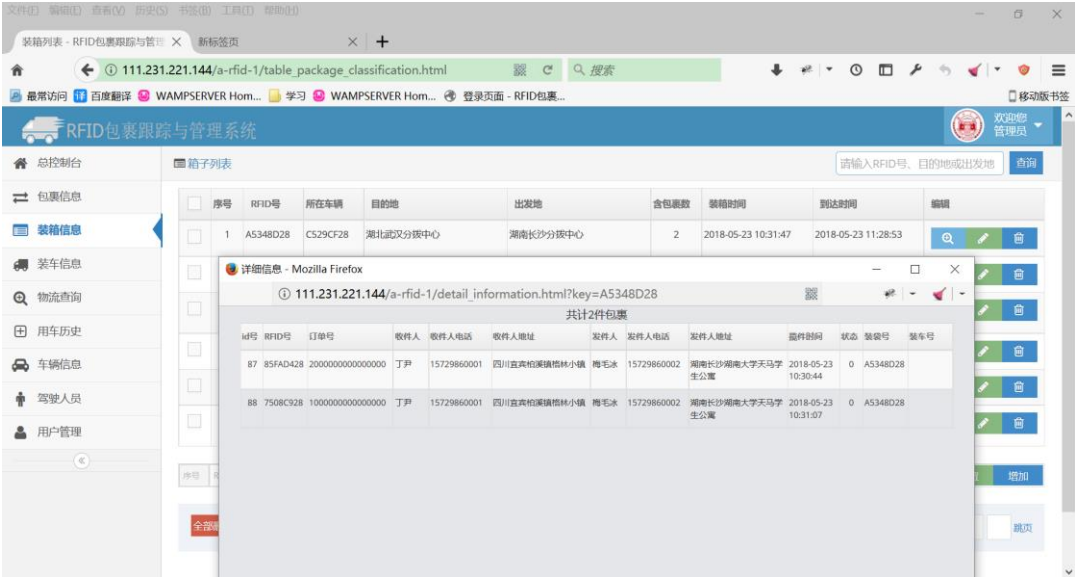 文件(F) 编辑(E) 查看(V) 历史(S) 书签(B) 工具(T) 帮助(H)
装箱列表 - RFID包裹跟踪与管理 新标签页
111.231.221.144/a-rfid-1/table_package_classification.html 搜索
最常访问 百度翻译 WAMPSERVER Hom... 学习 WAMPSERVER Hom... 登录页面 - RFID包裹... 移动版书签
RFID包裹跟踪与管理系统 欢迎您
管理员
总控制台 箱子列表 请输入RFID号、目的地或出发地 查询
包裹信息 序号 RFID号 所在车辆 目的地 出发地 含包裹数 装箱时间 到达时间 编辑
装箱信息 1 A5348D28 C529CF28 湖北武汉分拨中心 湖南长沙分拨中心 2 2018-05-23 10:31:47 2018-05-23 11:28:53
装车信息
物流查询
用车历史
车辆信息
驾驶人员
用户管理
详细信息 - Mozilla Firefox
111.231.221.144/a-rfid-1/detail_information.html?key=A5348D28
共计2件包裹
id号 RFID号 订单号 收件人 收件人电话 收件人地址 发件人 发件人电话 发件人地址 揽件时间 状态 装袋号 装车号
87 85FAD428 2000000000000000 丁尹 15729860001 四川宜宾柏溪镇梧林小镇 梅毛冰 15729860002 湖南长沙湖南大学天马学生公寓 2018-05-23 10:30:44 0 A5348D28
88 7508C928 1000000000000000 丁尹 15729860001 四川宜宾柏溪镇梧林小镇 梅毛冰 15729860002 湖南长沙湖南大学天马学生公寓 2018-05-23 10:31:07 0 A5348D28
序号 增加
全部 跳页